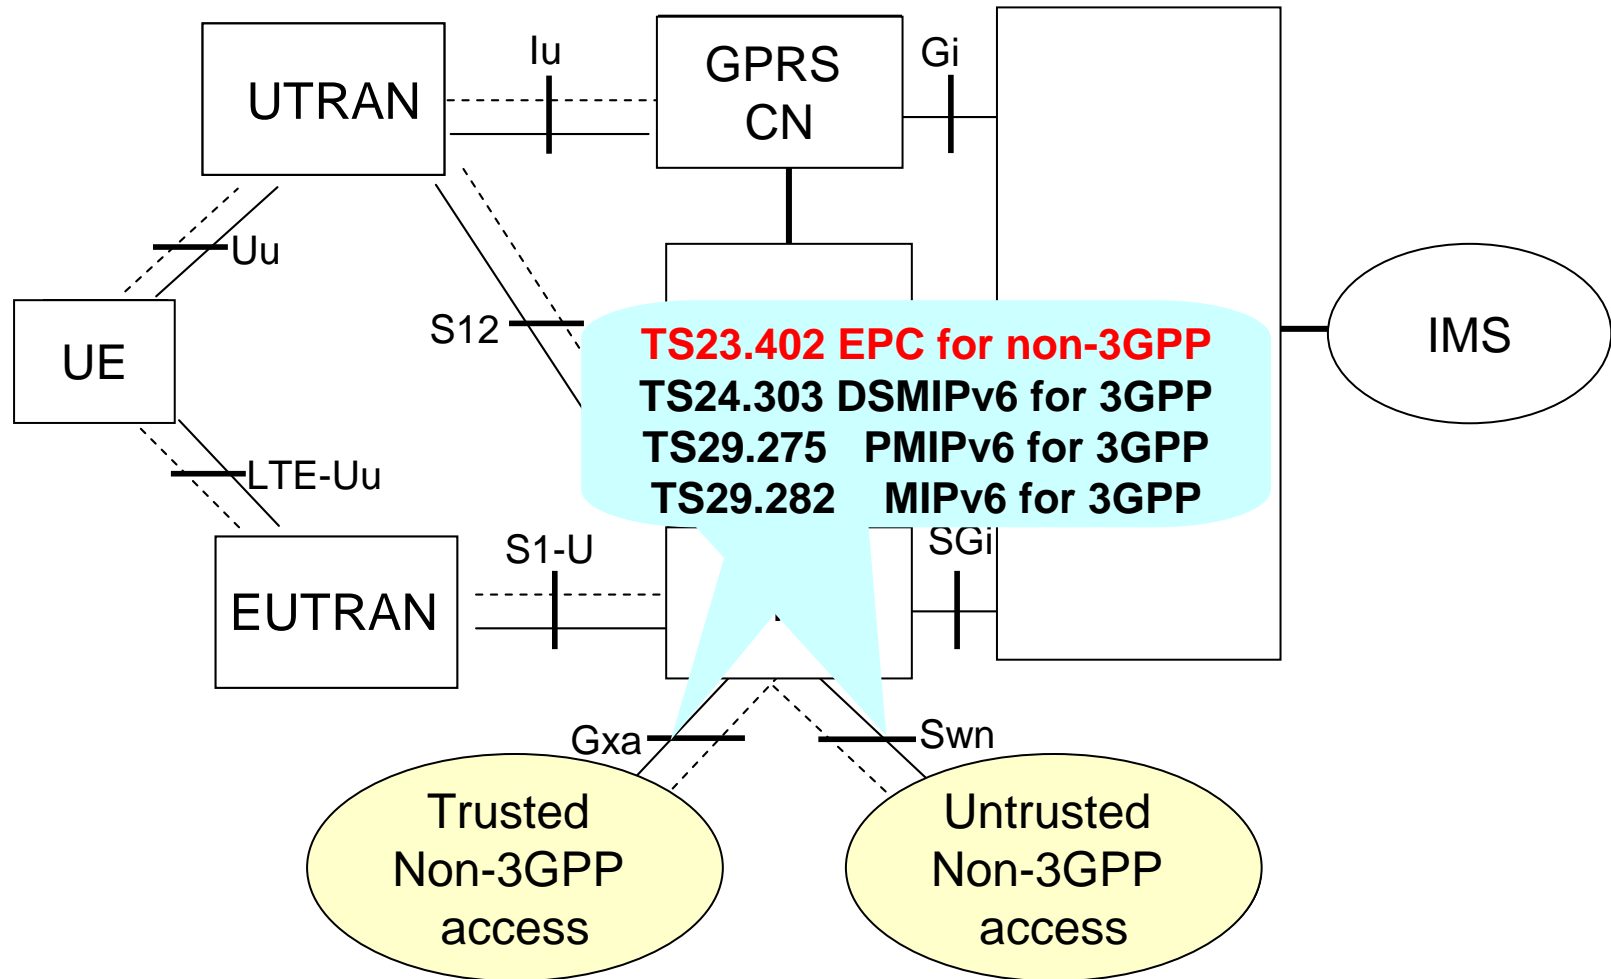 Iu
GPRS
CN
Gi
UTRAN
Uu
S12
UE
IMS
TS23.402 EPC for non-3GPP
TS24.303 DSMIPv6 for 3GPP
TS29.275 PMIPv6 for 3GPP
TS29.282 MIPv6 for 3GPP
LTE-Uu
S1-U
SGi
EUTRAN
Gxa
Swn
Trusted
Non-3GPP
access
Untrusted
Non-3GPP
access